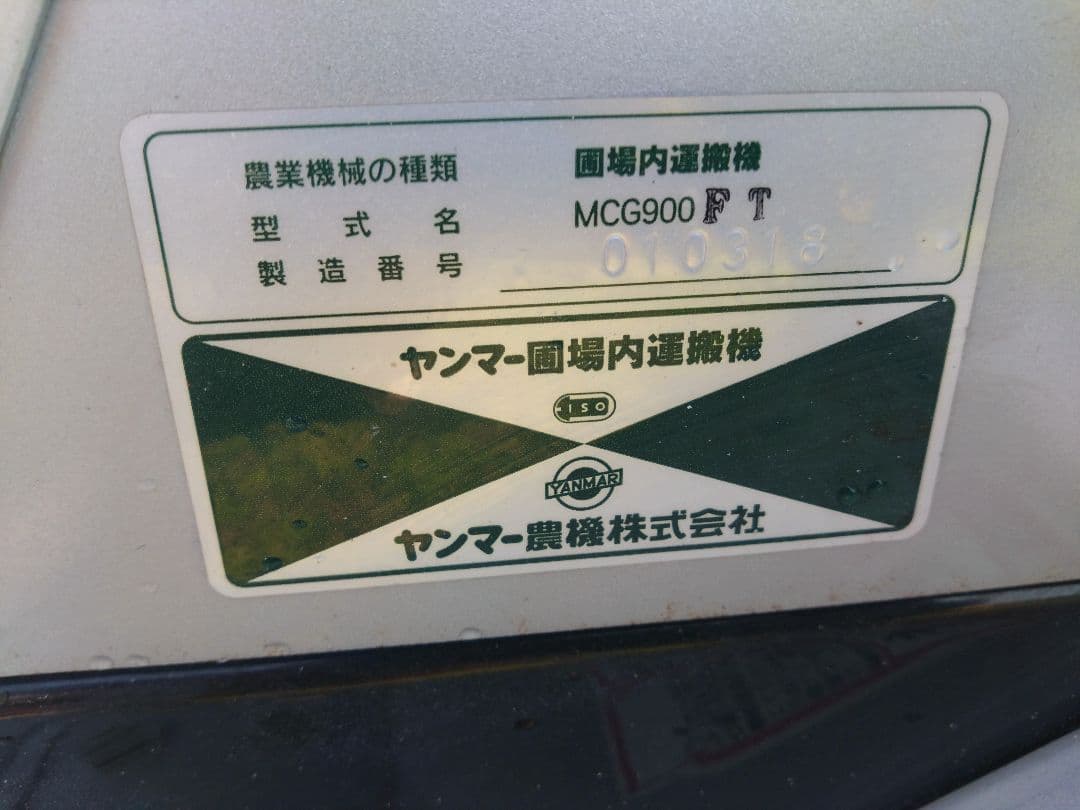 農業機械の種類 圃場内運搬機
型式名 MCG900 FT
製造番号 010318
ヤンマー圃場内運搬機
ISO
YANMAR
ヤンマー農機株式会社